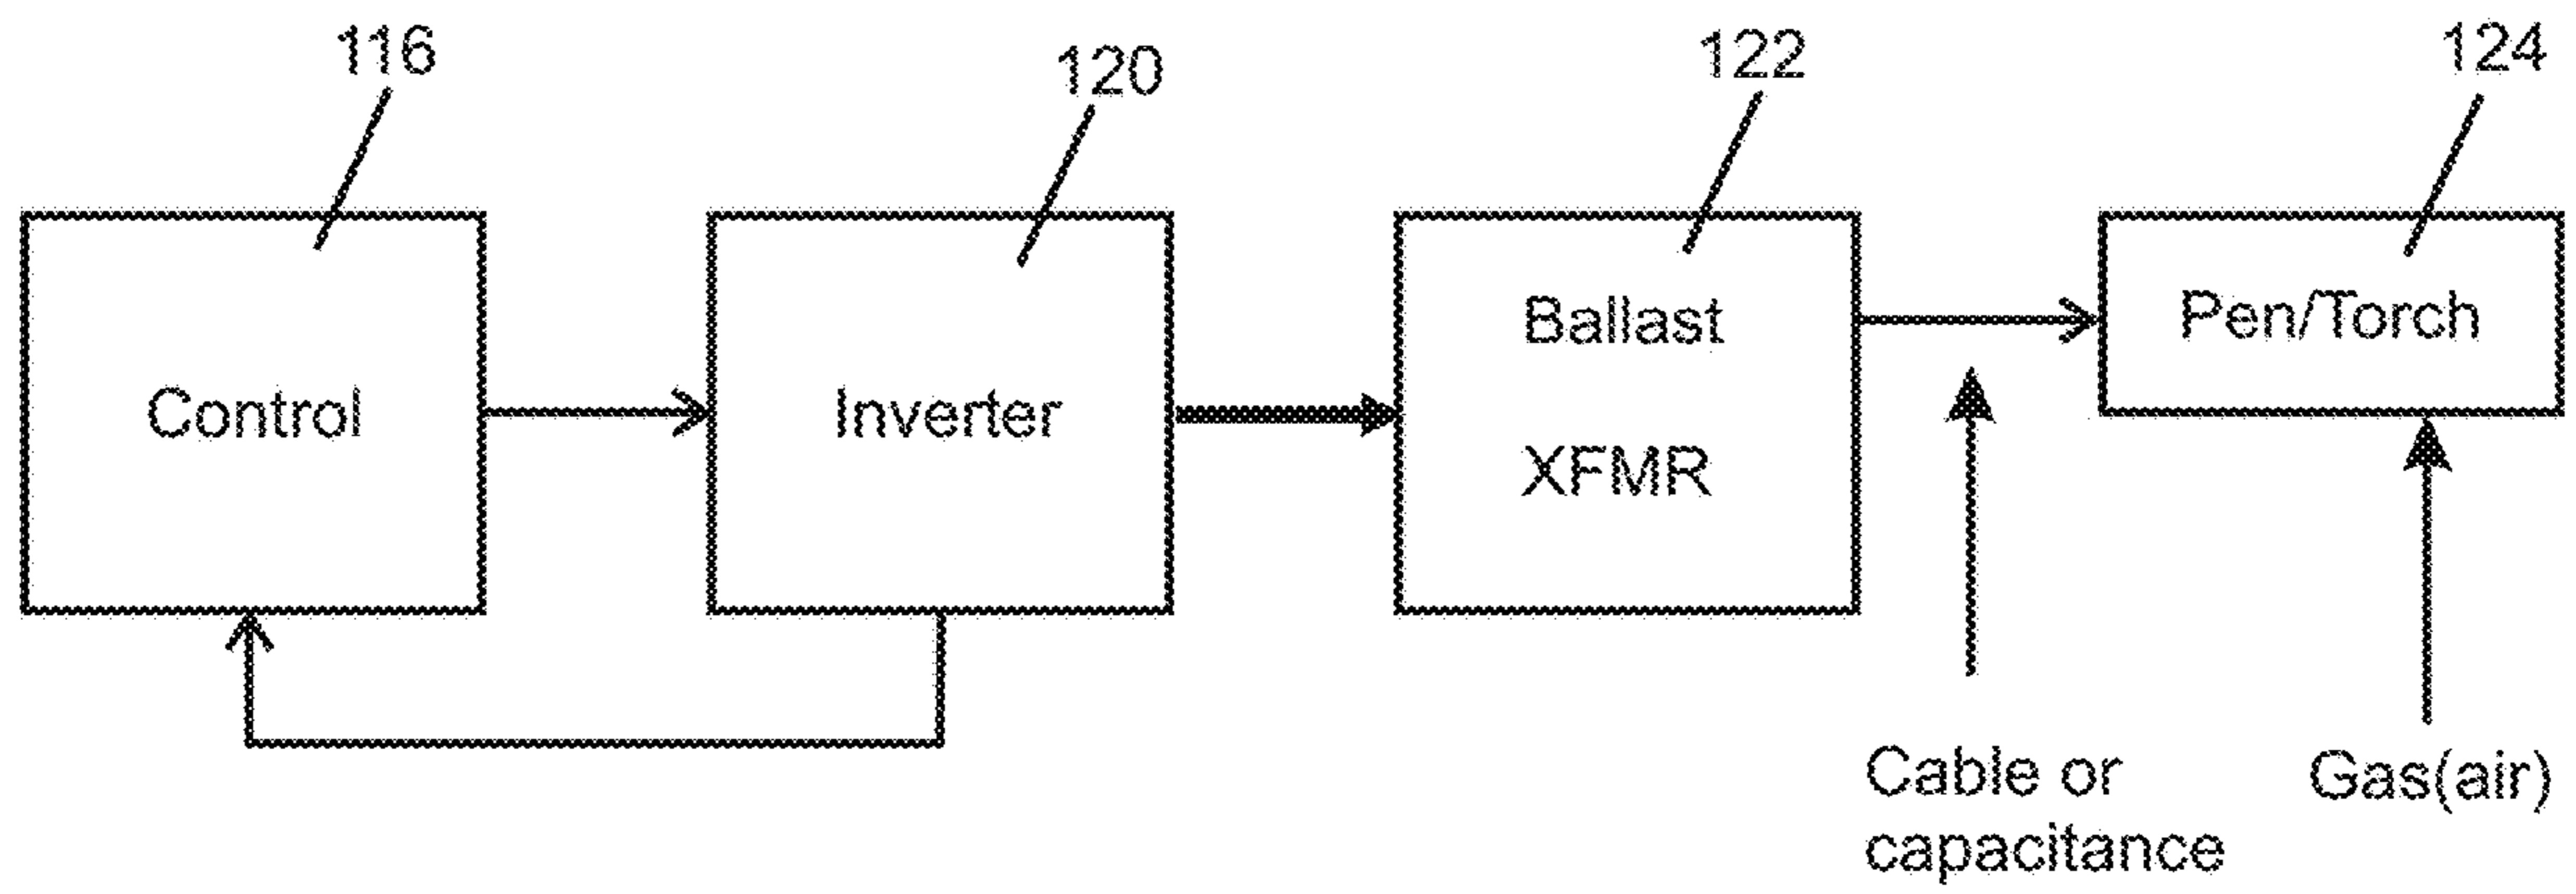 116
120
122
124
Control
Inverter
Ballast
XFMR
Pen/Torch
Cable or
capacitance
Gas(air)